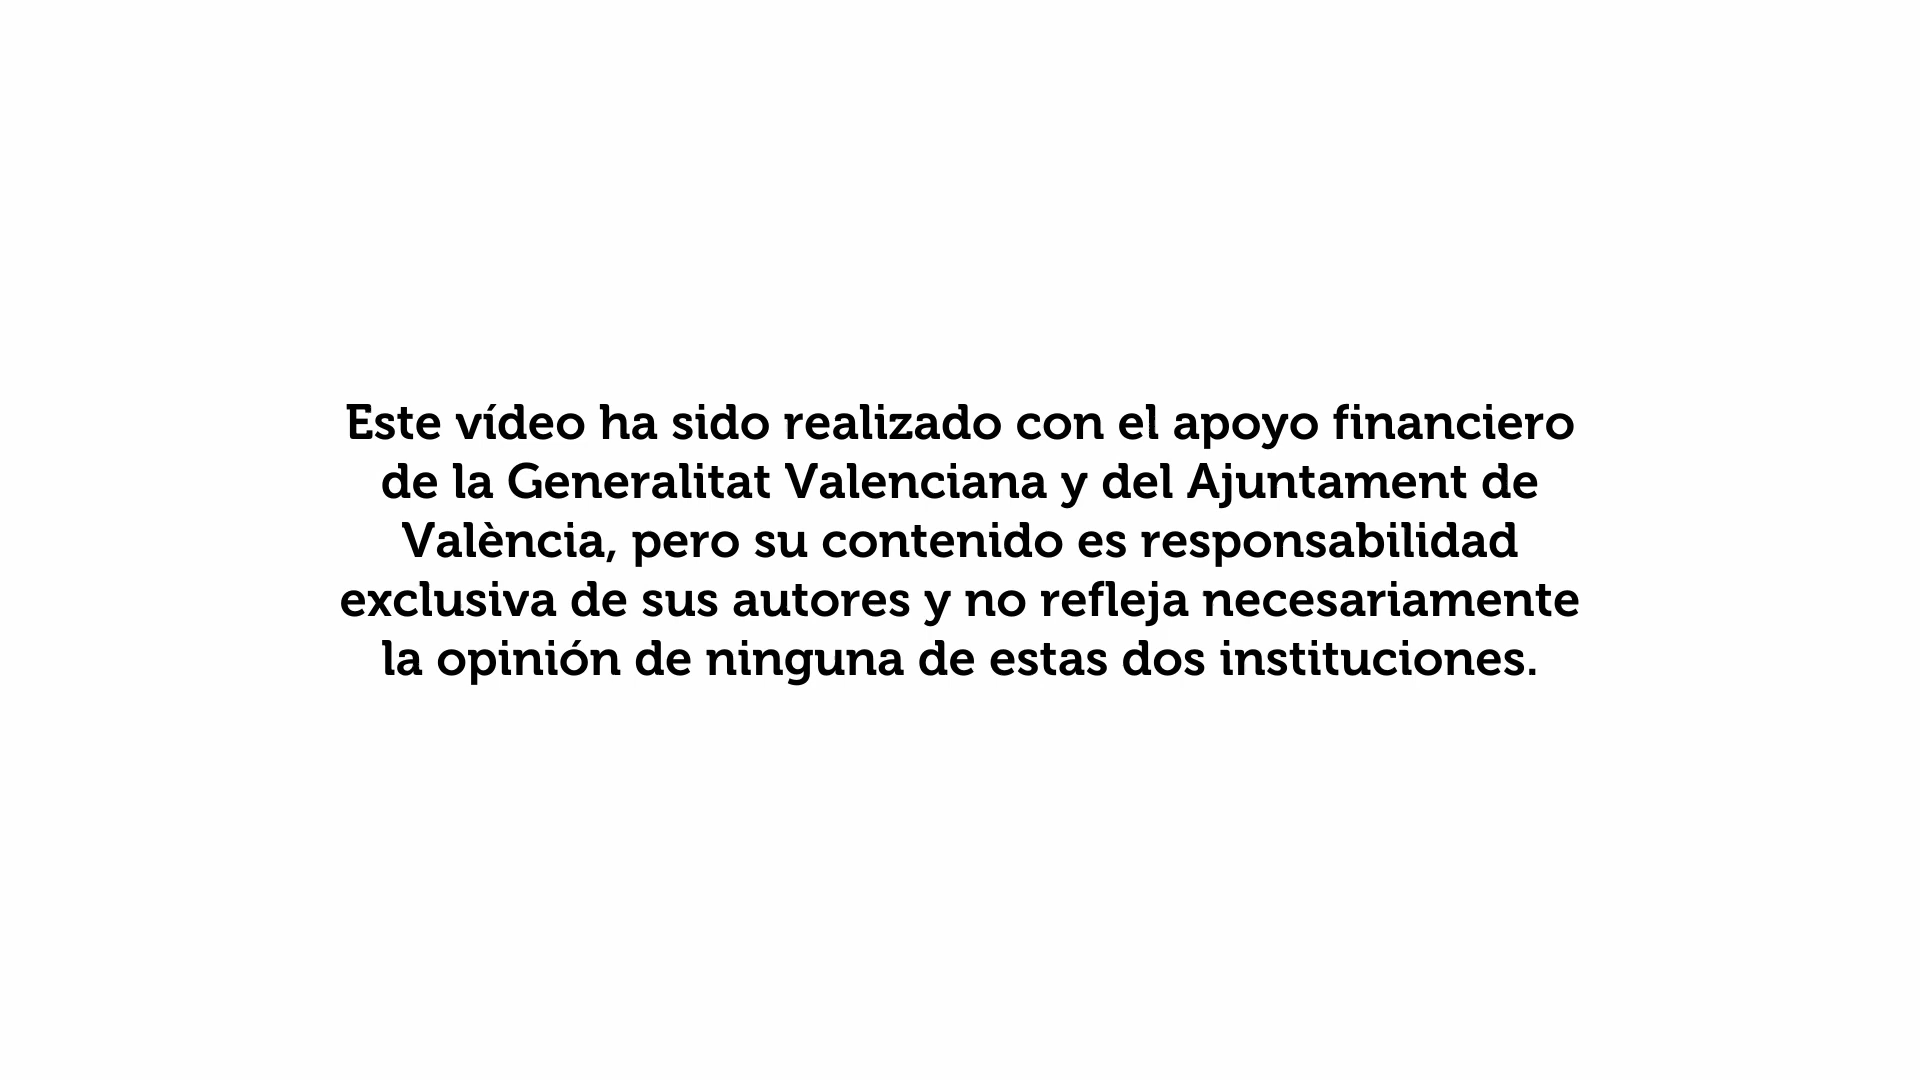 Este vídeo ha sido realizado con el apoyo financiero
de la Generalitat Valenciana y del Ajuntament de
València, pero su contenido es responsabilidad
exclusiva de sus autores y no refleja necesariamente
la opinión de ninguna de estas dos instituciones.